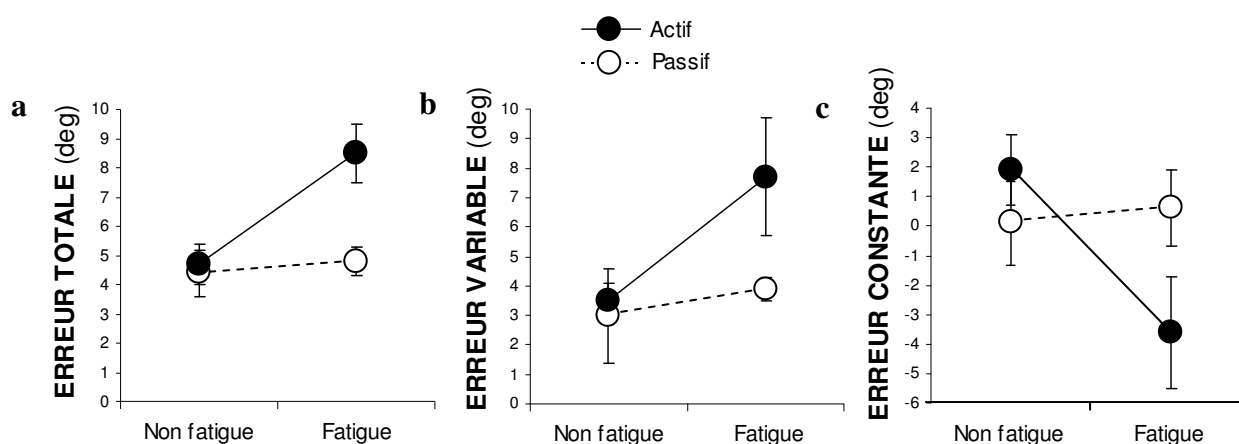 Actif
Passif
a
ERREUR TOTALE (deg)
10
9
8
7
6
5
4
3
2
1
0
Non fatigue
Fatigue
b
ERREUR VARIABLE (deg)
10
9
8
7
6
5
4
3
2
1
0
Non fatigue
Fatigue
c
ERREUR CONSTANTE (deg)
4
3
2
1
0
-1
-2
-3
-4
-5
-6
Non fatigue
Fatigue